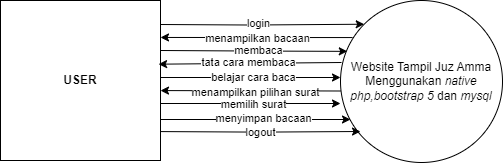 USER
login
menampilkan bacaan
membaca
tata cara membaca
belajar cara baca
menampilkan pilihan surat
memilih surat
menyimpan bacaan
logout
Website Tampil Juz Amma
Menggunakan native
php,bootstrap 5 dan mysql